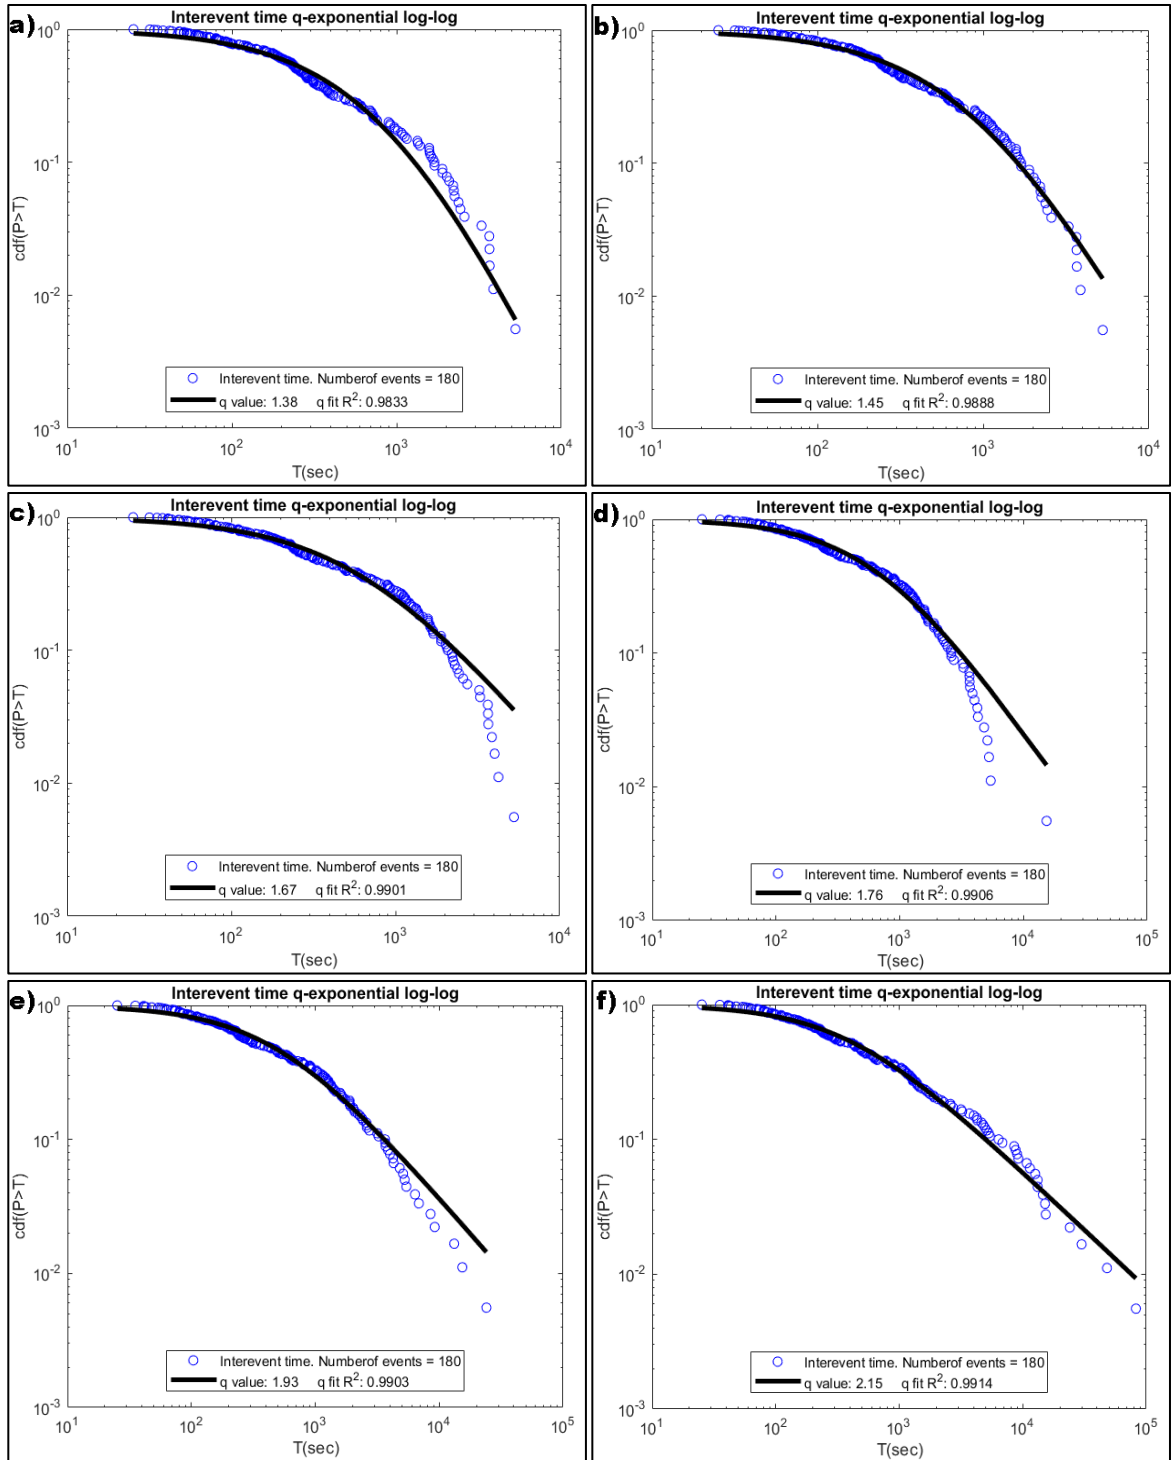 a)
Interevent time q-exponential log-log
10^0
10^-1
10^-2
10^-3
cdf(P>T)
Interevent time. Numberof events = 180
q value: 1.38 q fit R^2: 0.9833
10^1 10^2 10^3 10^4
T(sec)
b)
Interevent time q-exponential log-log
10^0
10^-1
10^-2
10^-3
cdf(P>T)
Interevent time. Numberof events = 180
q value: 1.45 q fit R^2: 0.9888
10^1 10^2 10^3 10^4
T(sec)
c)
Interevent time q-exponential log-log
10^0
10^-1
10^-2
10^-3
cdf(P>T)
Interevent time. Numberof events = 180
q value: 1.67 q fit R^2: 0.9901
10^1 10^2 10^3 10^4
T(sec)
d)
Interevent time q-exponential log-log
10^0
10^-1
10^-2
10^-3
cdf(P>T)
Interevent time. Numberof events = 180
q value: 1.76 q fit R^2: 0.9906
10^1 10^2 10^3 10^4 10^5
T(sec)
e)
Interevent time q-exponential log-log
10^0
10^-1
10^-2
10^-3
cdf(P>T)
Interevent time. Numberof events = 180
q value: 1.93 q fit R^2: 0.9903
10^1 10^2 10^3 10^4 10^5
T(sec)
f)
Interevent time q-exponential log-log
10^0
10^-1
10^-2
10^-3
cdf(P>T)
Interevent time. Numberof events = 180
q value: 2.15 q fit R^2: 0.9914
10^1 10^2 10^3 10^4 10^5
T(sec)